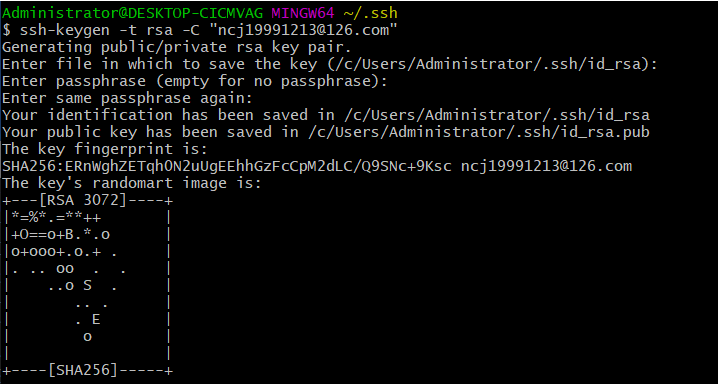 Administrator@DESKTOP-CICMVAG MINGW64 ~/.ssh
$ ssh-keygen -t rsa -C "ncj19991213@126.com"
Generating public/private rsa key pair.
Enter file in which to save the key (/c/Users/Administrator/.ssh/id_rsa):
Enter passphrase (empty for no passphrase):
Enter same passphrase again:
Your identification has been saved in /c/Users/Administrator/.ssh/id_rsa
Your public key has been saved in /c/Users/Administrator/.ssh/id_rsa.pub
The key fingerprint is:
SHA256:ERnWghZETqhON2uUgEEhhGzFcCpM2dLC/Q9SNc+9Ksc ncj19991213@126.com
The key's randomart image is:
+---[RSA 3072]----+
|*=%*.=**++       |
|+O==o+B.*.o      |
|o+ooo+.o.+ .     |
|. .. oo  .  .    |
|    ..o S  .     |
|       .. .      |
|       . E       |
|        o        |
|                 |
+----[SHA256]-----+